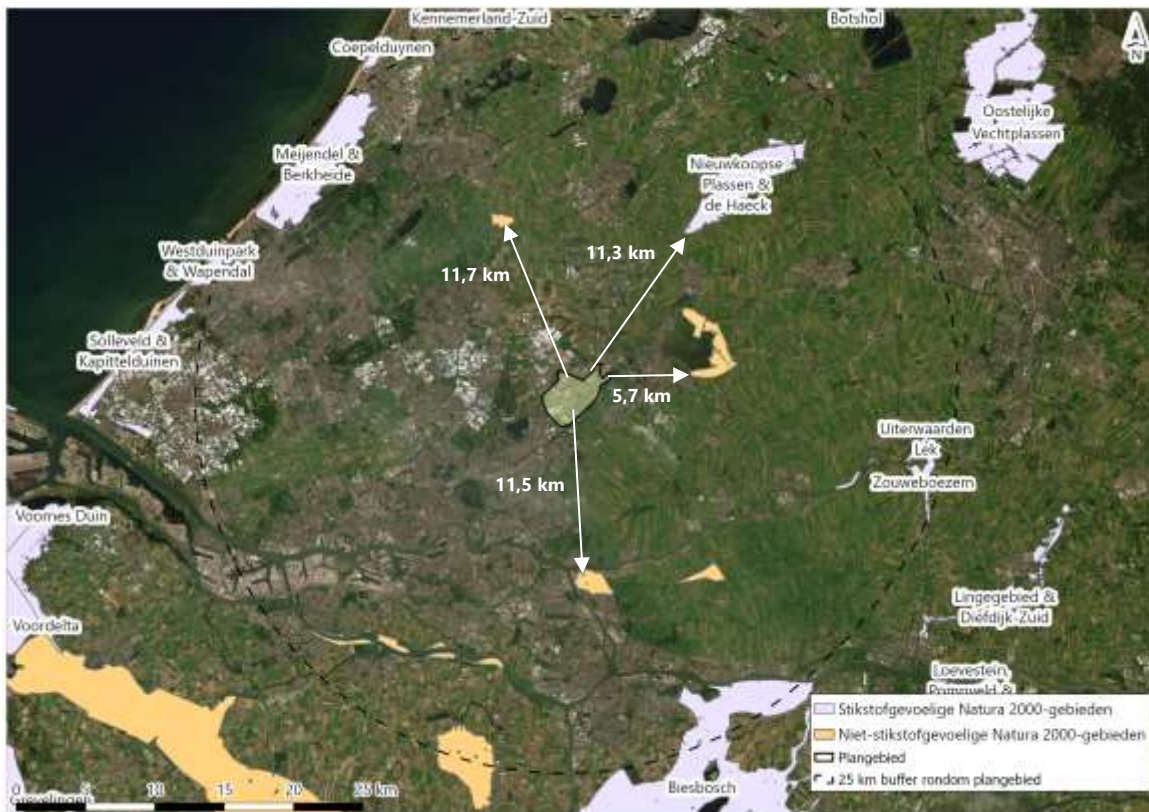 Kennemerland-Zuid
Botshol
N
Coepelduynen
Oostelijke
Vechtplassen
Meijendel &
Berkheide
Nieuwkoopse
Plassen &
de Haeck
Westduinpark
& Wapendal
11,7 km
11,3 km
Solleveld &
Kapittelduinen
5,7 km
Uiterwaarden
Lek
Zouweboezem
11,5 km
Voornes Duin
Lingegebied &
Diefdijk-Zuid
Voordelta
Loevestein,
Stikstofgevoelige Natura 2000-gebieden
Niet-stikstofgevoelige Natura 2000-gebieden
Plangebied
25 km buffer rondom plangebied
Biesbosch
0 5 10 15 20 25 km
Grevelingen